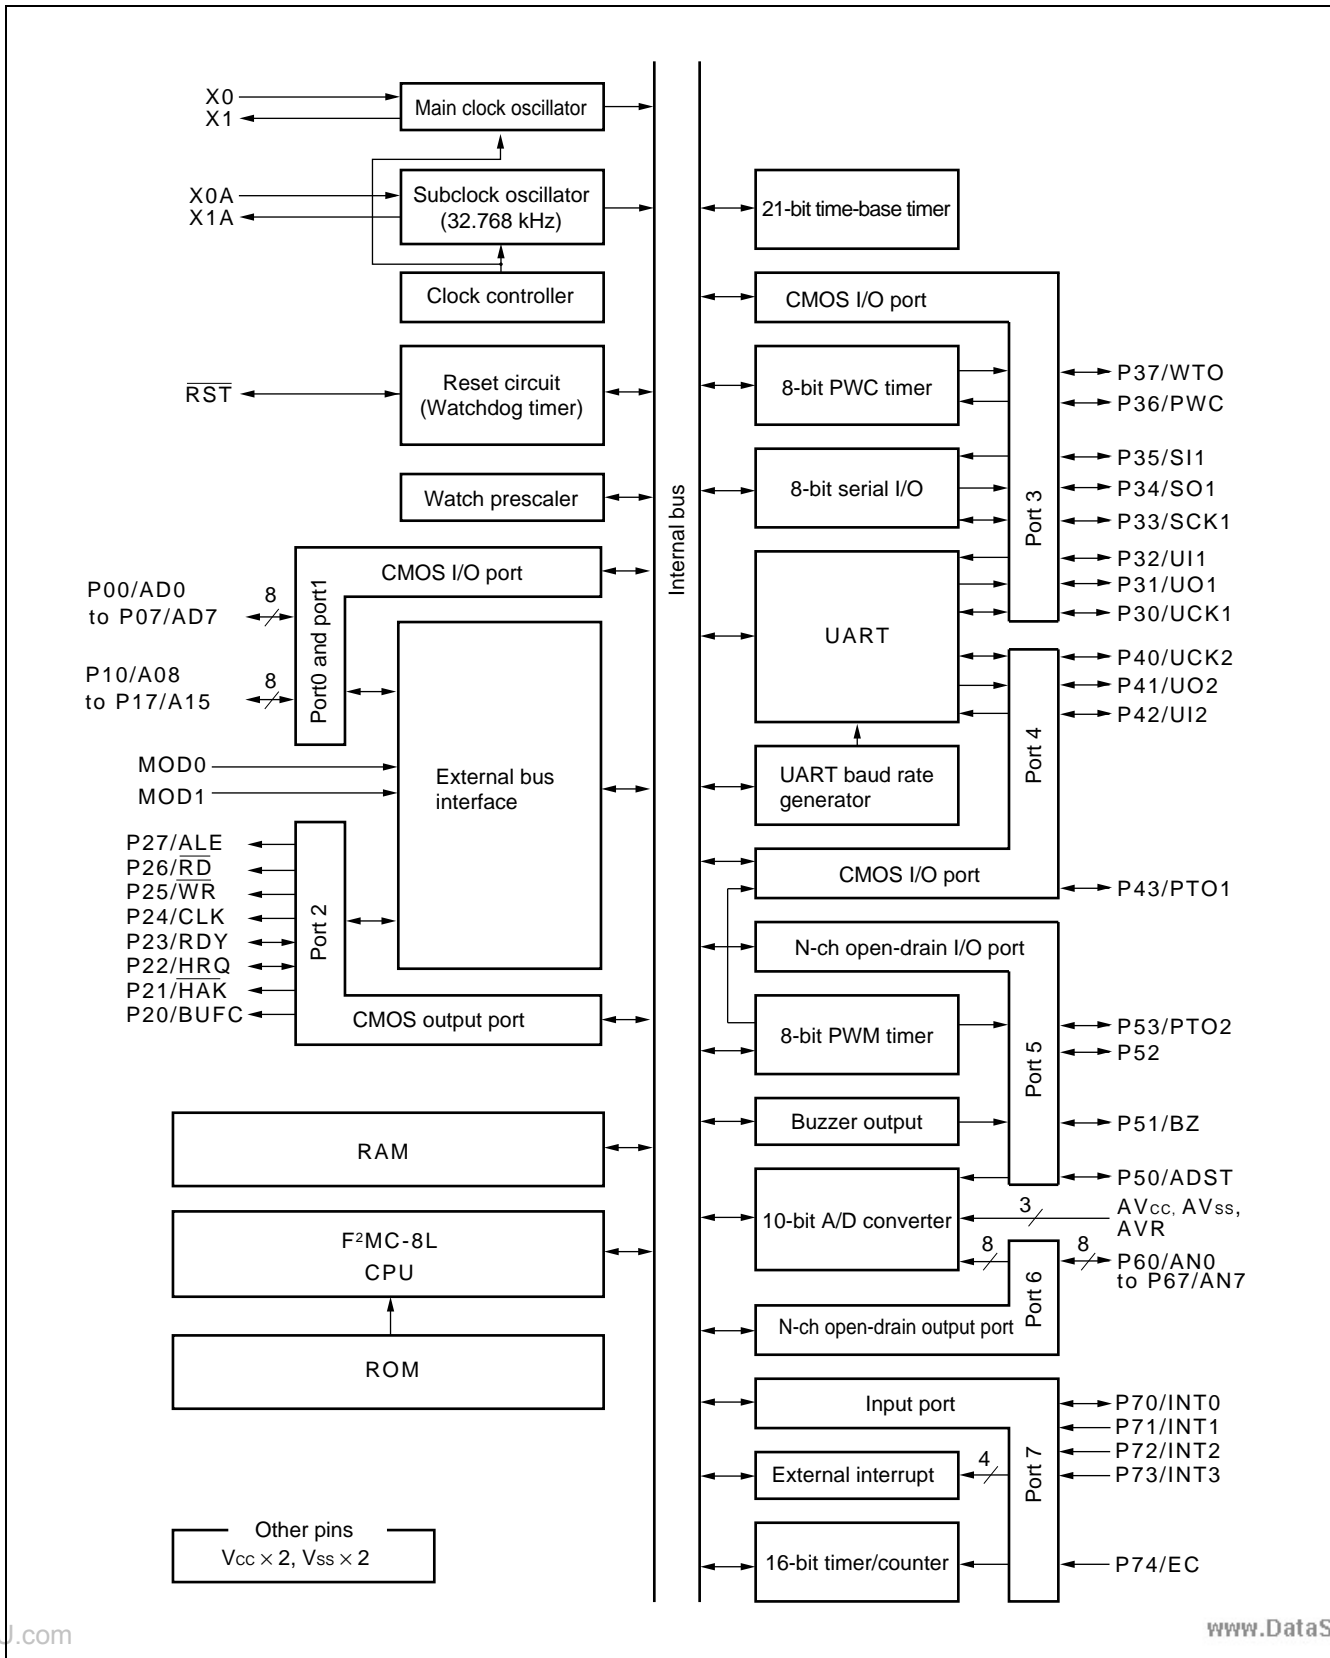 X0
X1
Main clock oscillator
X0A
X1A
Subclock oscillator
(32.768 kHz)
Clock controller
RST
Reset circuit
(Watchdog timer)
Watch prescaler
CMOS I/O port
Port0 and port1
P00/AD0
to P07/AD7
8
P10/A08
to P17/A15
8
MOD0
MOD1
External bus
interface
P27/ALE
P26/RD
P25/WR
P24/CLK
P23/RDY
P22/HRQ
P21/HAK
P20/BUFC
Port 2
CMOS output port
RAM
F²MC-8L
CPU
ROM
Other pins
Vcc × 2, Vss × 2
Internal bus
21-bit time-base timer
CMOS I/O port
Port 3
8-bit PWC timer
P37/WTO
P36/PWC
8-bit serial I/O
P35/SI1
P34/SO1
P33/SCK1
UART
P32/UI1
P31/UO1
P30/UCK1
P40/UCK2
P41/UO2
P42/UI2
Port 4
UART baud rate
generator
CMOS I/O port
P43/PTO1
N-ch open-drain I/O port
Port 5
8-bit PWM timer
P53/PTO2
P52
Buzzer output
P51/BZ
P50/ADST
10-bit A/D converter
3
AVcc, AVss,
AVR
8
8
P60/AN0
to P67/AN7
Port 6
N-ch open-drain output port
Input port
Port 7
P70/INT0
P71/INT1
P72/INT2
P73/INT3
External interrupt
4
16-bit timer/counter
P74/EC
J.com
www.DataS